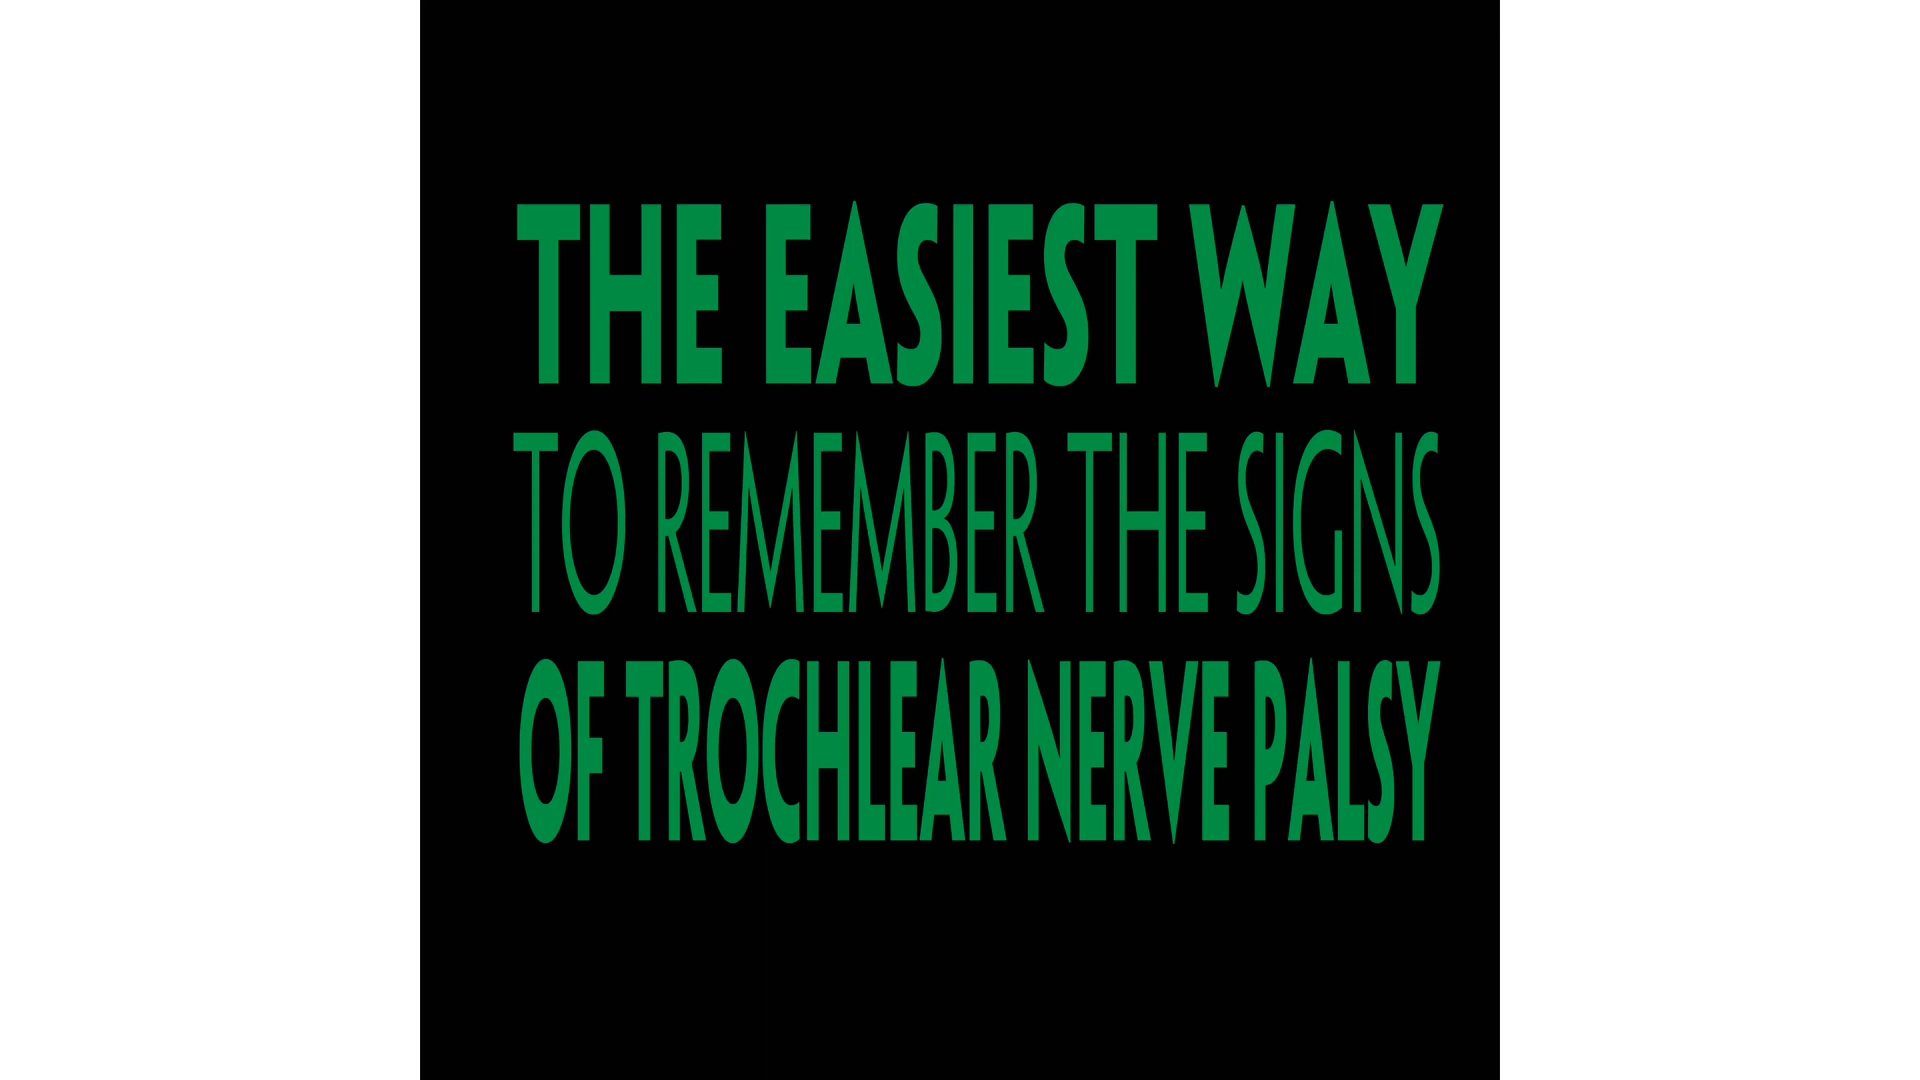 THE EASIEST WAY
TO REMEMBER THE SIGNS
OF TROCHLEAR NERVE PALSY